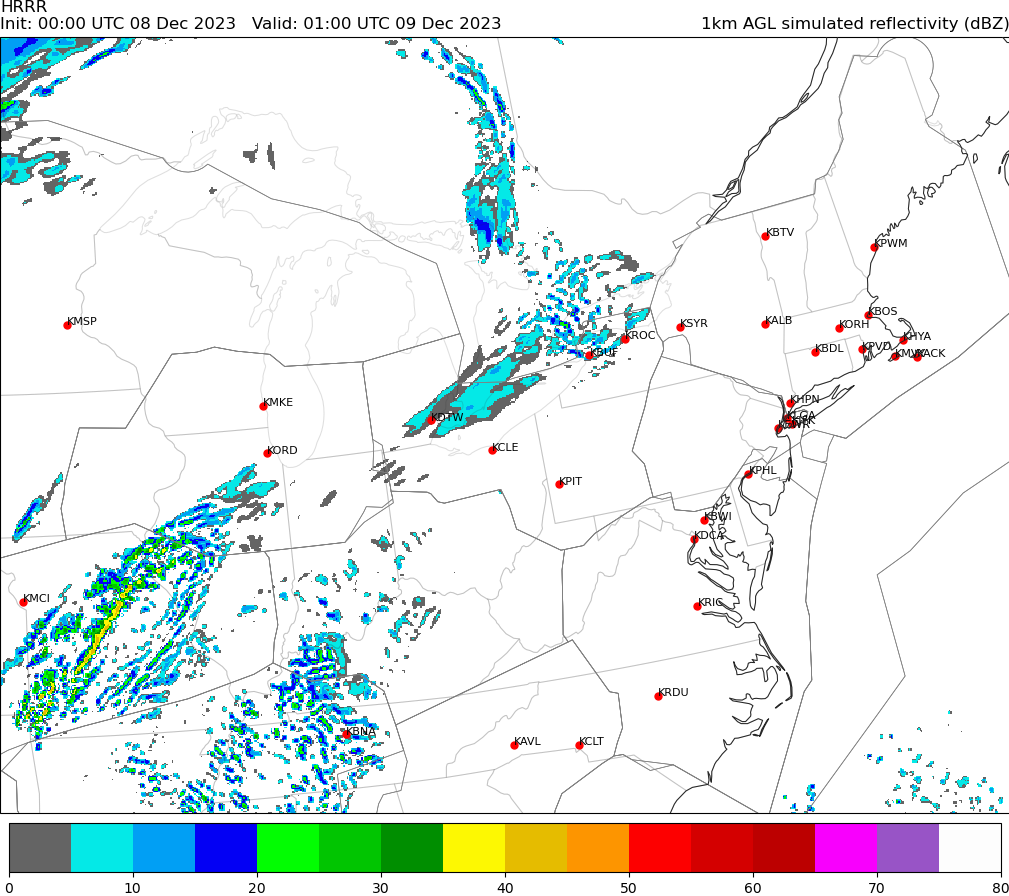 HRRR
Init: 00:00 UTC 08 Dec 2023 Valid: 01:00 UTC 09 Dec 2023 1km AGL simulated reflectivity (dBZ)
KBTV
KPWM
KMSP
KBOS
KSYR
KALB
KORH
KROC
KHYA
KBUF
KBDL
KPVD
KACK
KMKE
KHPN
KDTW
KLGA
KORD
KCLE
KPHL
KPIT
KBWI
KDCA
KMCI
KRIC
KRDU
KBNA
KAVL
KCLT
0 10 20 30 40 50 60 70 80